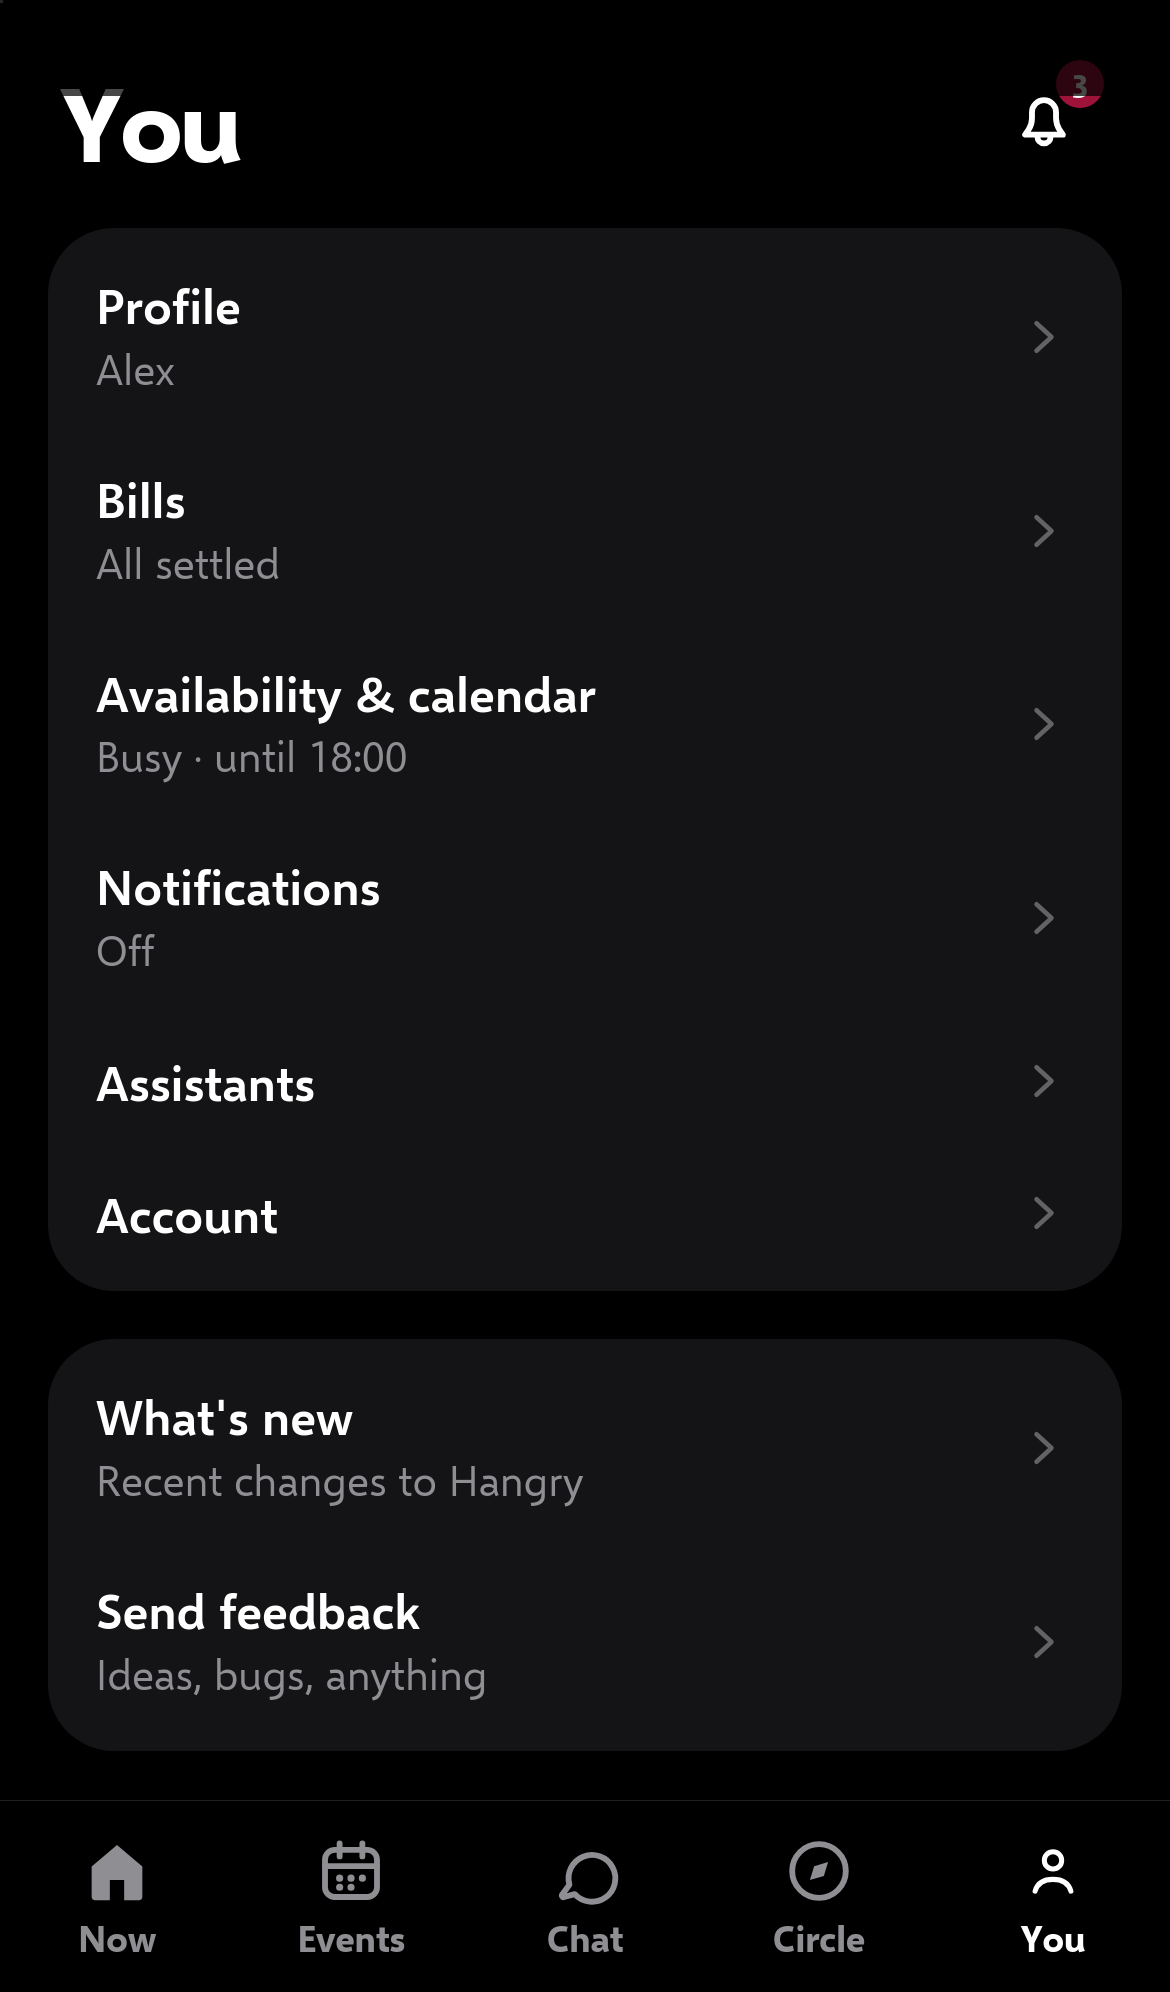 You
3
Profile
Alex
Bills
All settled
Availability & calendar
Busy · until 18:00
Notifications
Off
Assistants
Account
What's new
Recent changes to Hangry
Send feedback
Ideas, bugs, anything
Now
Events
Chat
Circle
You